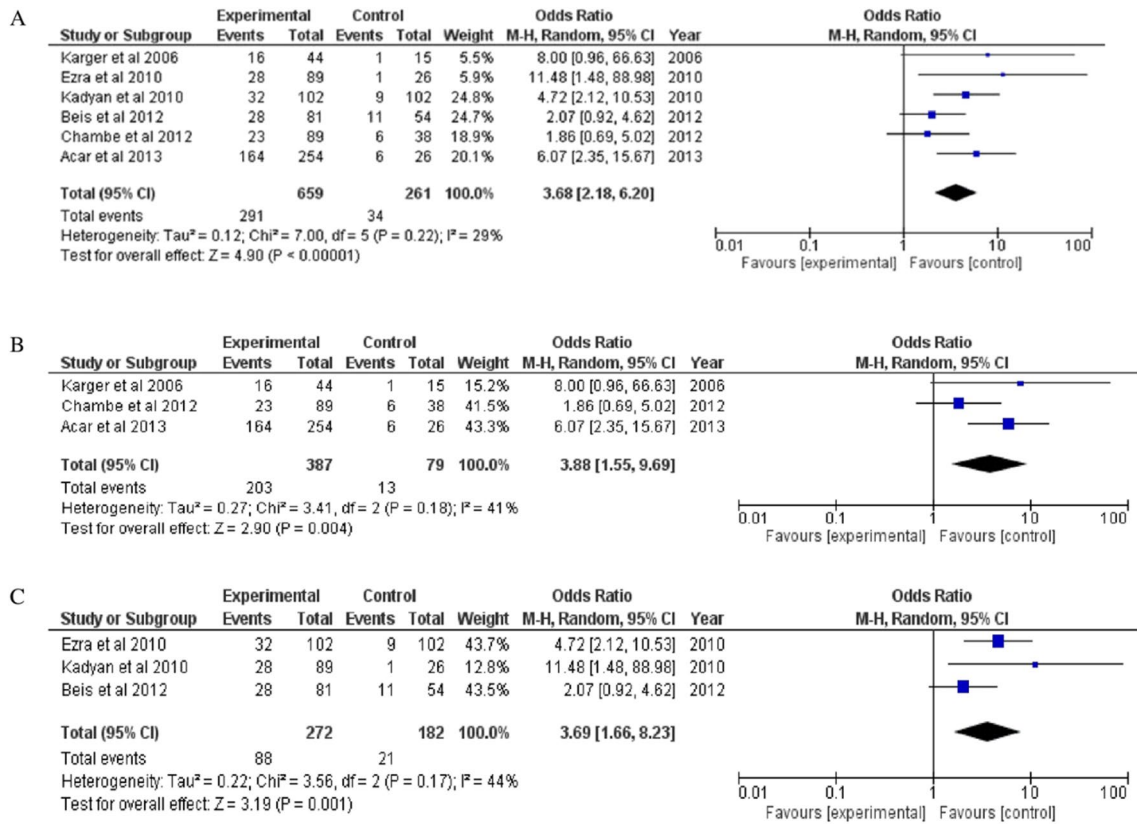 A
Experimental Control Odds Ratio Odds Ratio
Study or Subgroup Events Total Events Total Weight M-H, Random, 95% CI Year M-H, Random, 95% CI
Karger et al 2006 16 44 1 15 5.5% 8.00 [0.96, 66.63] 2006
Ezra et al 2010 28 89 1 26 5.9% 11.48 [1.48, 88.98] 2010
Kadyan et al 2010 32 102 9 102 24.8% 4.72 [2.12, 10.53] 2010
Beis et al 2012 28 81 11 54 24.7% 2.07 [0.92, 4.62] 2012
Chambe et al 2012 23 89 6 38 18.9% 1.86 [0.69, 5.02] 2012
Acar et al 2013 164 254 6 26 20.1% 6.07 [2.35, 15.67] 2013
Total (95% CI) 659 261 100.0% 3.68 [2.18, 6.20]
Total events 291 34
Heterogeneity: Tau² = 0.12; Chi² = 7.00, df = 5 (P = 0.22); I² = 29%
Test for overall effect: Z = 4.90 (P < 0.00001)
0.01 0.1 1 10 100
Favours [experimental] Favours [control]
B
Experimental Control Odds Ratio Odds Ratio
Study or Subgroup Events Total Events Total Weight M-H, Random, 95% CI Year M-H, Random, 95% CI
Karger et al 2006 16 44 1 15 15.2% 8.00 [0.96, 66.63] 2006
Chambe et al 2012 23 89 6 38 41.5% 1.86 [0.69, 5.02] 2012
Acar et al 2013 164 254 6 26 43.3% 6.07 [2.35, 15.67] 2013
Total (95% CI) 387 79 100.0% 3.88 [1.55, 9.69]
Total events 203 13
Heterogeneity: Tau² = 0.27; Chi² = 3.41, df = 2 (P = 0.18); I² = 41%
Test for overall effect: Z = 2.90 (P = 0.004)
0.01 0.1 1 10 100
Favours [experimental] Favours [control]
C
Experimental Control Odds Ratio Odds Ratio
Study or Subgroup Events Total Events Total Weight M-H, Random, 95% CI Year M-H, Random, 95% CI
Ezra et al 2010 32 102 9 102 43.7% 4.72 [2.12, 10.53] 2010
Kadyan et al 2010 28 89 1 26 12.8% 11.48 [1.48, 88.98] 2010
Beis et al 2012 28 81 11 54 43.5% 2.07 [0.92, 4.62] 2012
Total (95% CI) 272 182 100.0% 3.69 [1.66, 8.23]
Total events 88 21
Heterogeneity: Tau² = 0.22; Chi² = 3.56, df = 2 (P = 0.17); I² = 44%
Test for overall effect: Z = 3.19 (P = 0.001)
0.01 0.1 1 10 100
Favours [experimental] Favours [control]